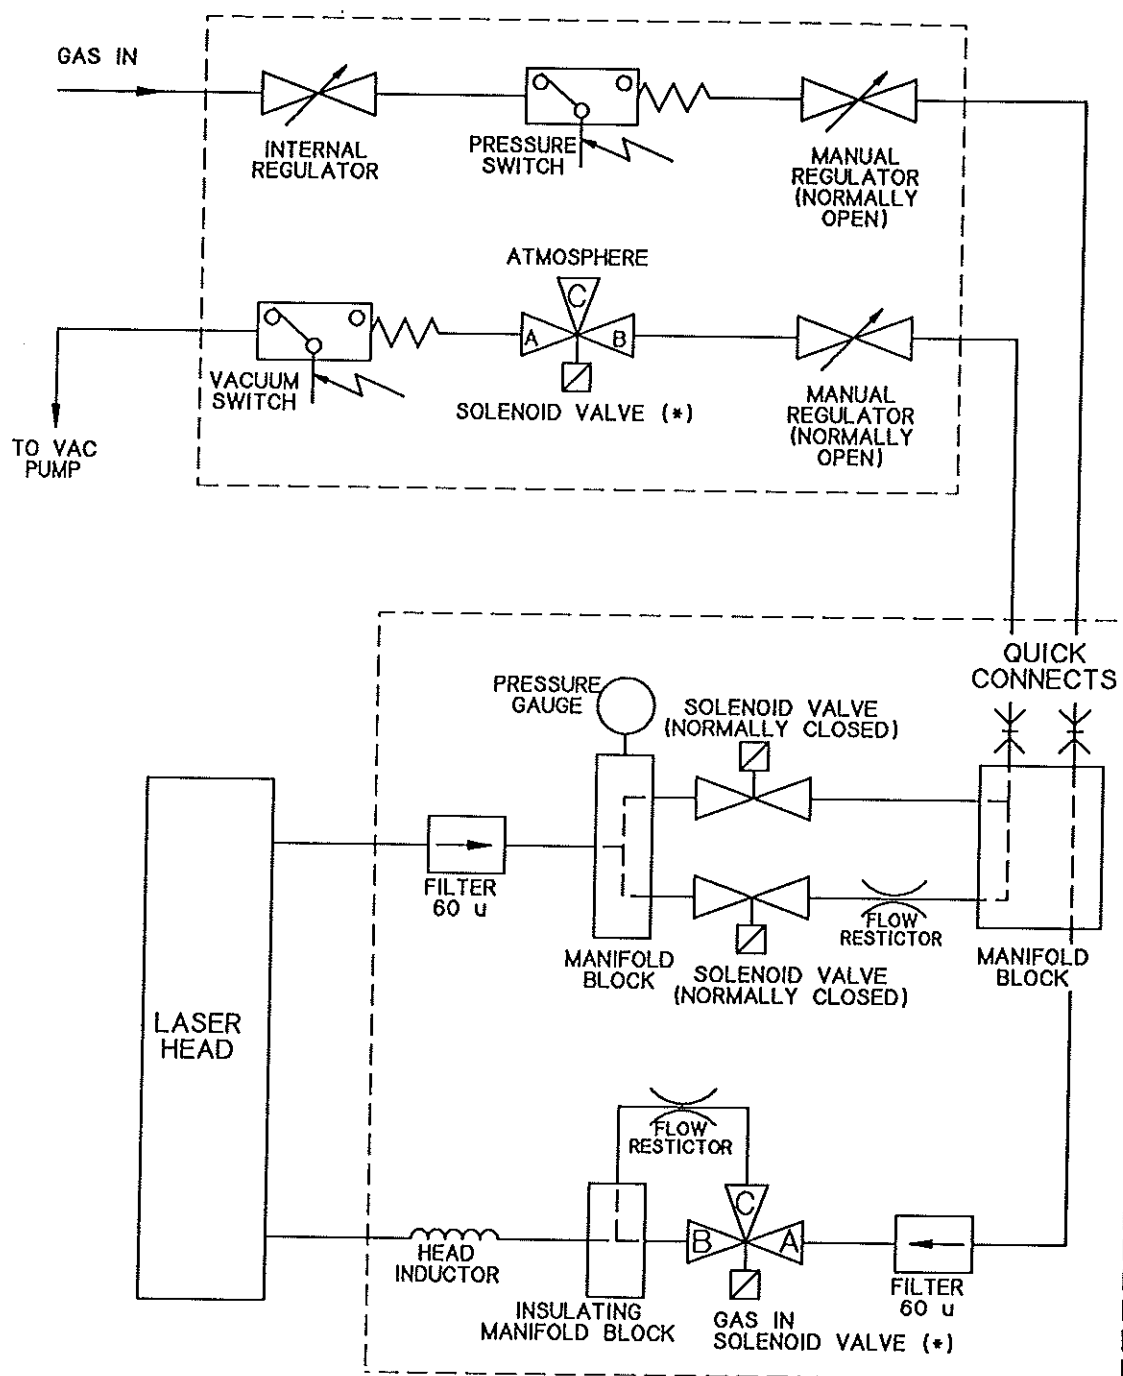 GAS IN
INTERNAL
REGULATOR
PRESSURE
SWITCH
MANUAL
REGULATOR
(NORMALLY
OPEN)
ATMOSPHERE
C
A
B
VACUUM
SWITCH
SOLENOID VALVE (*)
MANUAL
REGULATOR
(NORMALLY
OPEN)
TO VAC
PUMP
QUICK
CONNECTS
PRESSURE
GAUGE
SOLENOID VALVE
(NORMALLY CLOSED)
FILTER
60 u
FLOW
RESTICTOR
MANIFOLD
BLOCK
SOLENOID VALVE
(NORMALLY CLOSED)
MANIFOLD
BLOCK
LASER
HEAD
FLOW
RESTICTOR
C
B
A
HEAD
INDUCTOR
INSULATING
MANIFOLD BLOCK
GAS IN
SOLENOID VALVE (*)
FILTER
60 u